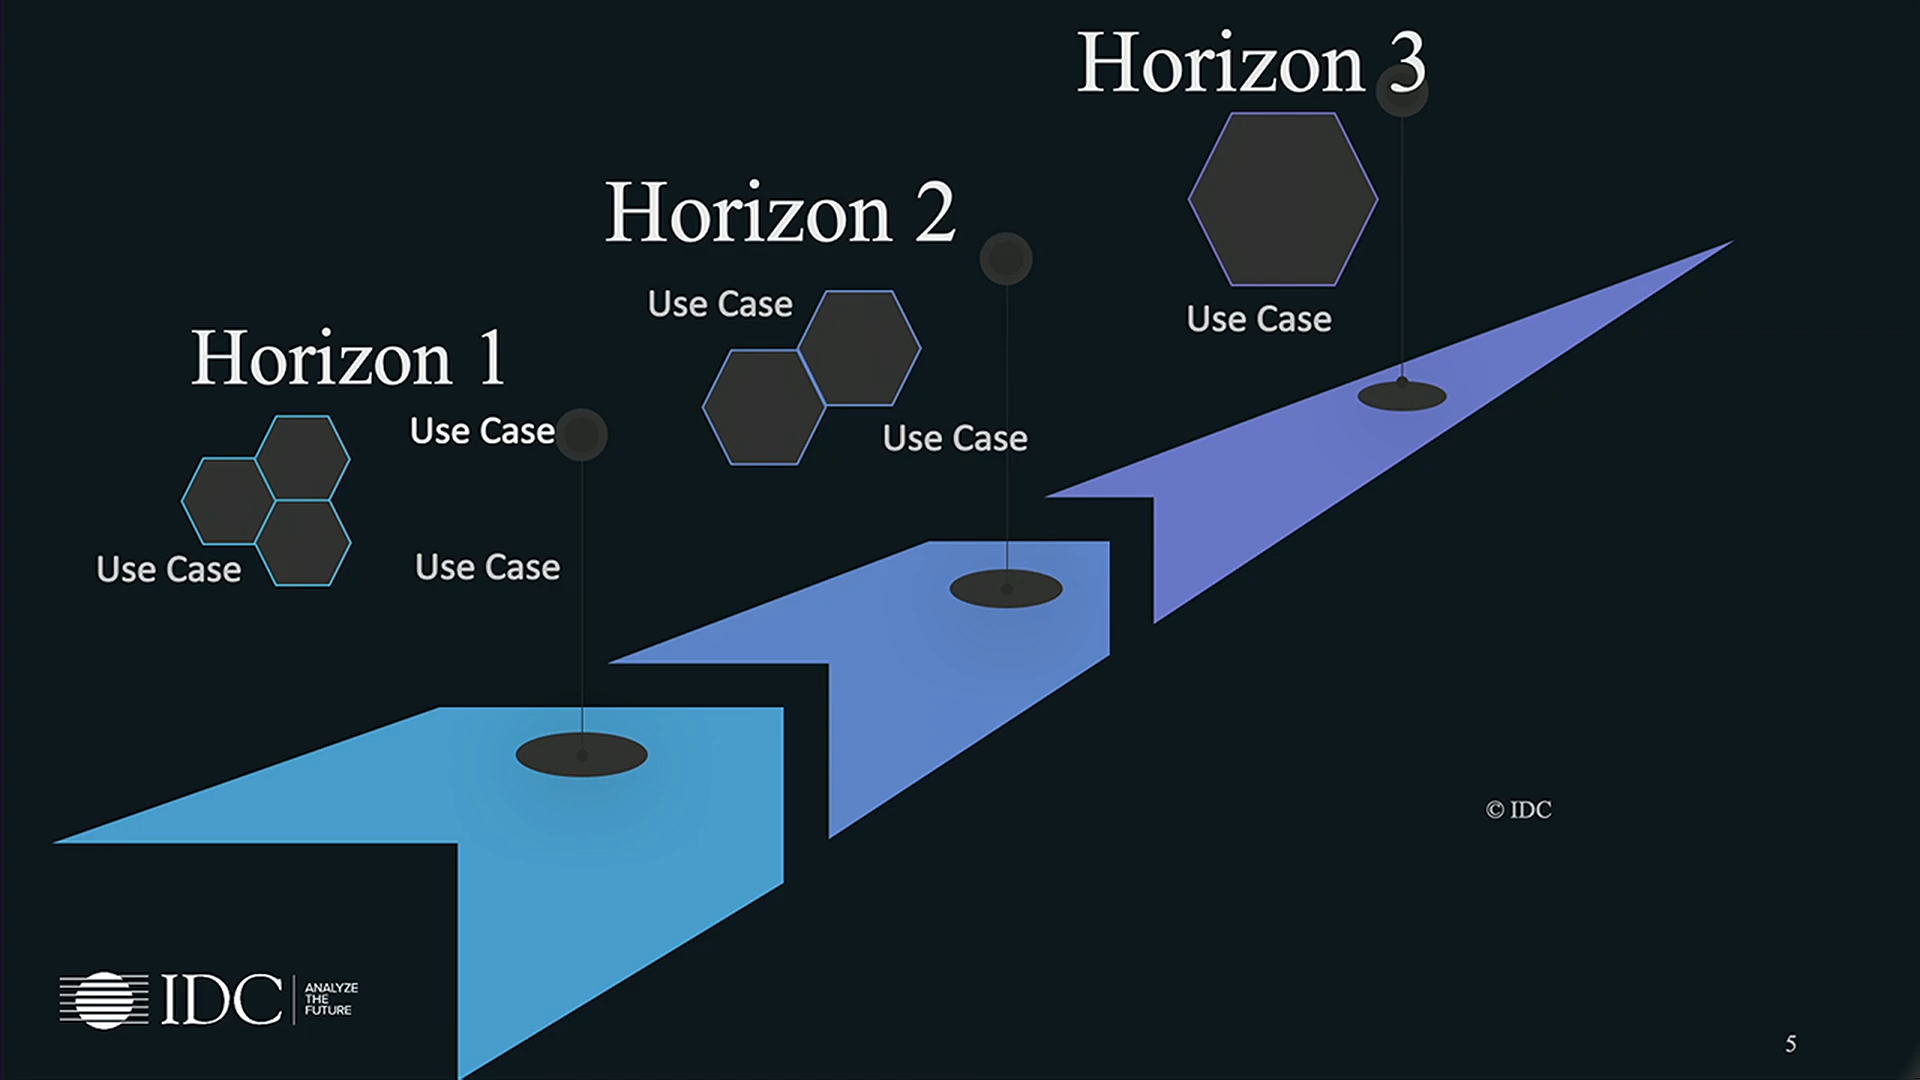 Horizon 1
Use Case
Use Case
Use Case
Horizon 2
Use Case
Use Case
Horizon 3
Use Case
© IDC
IDC
ANALYZE
THE
FUTURE
5